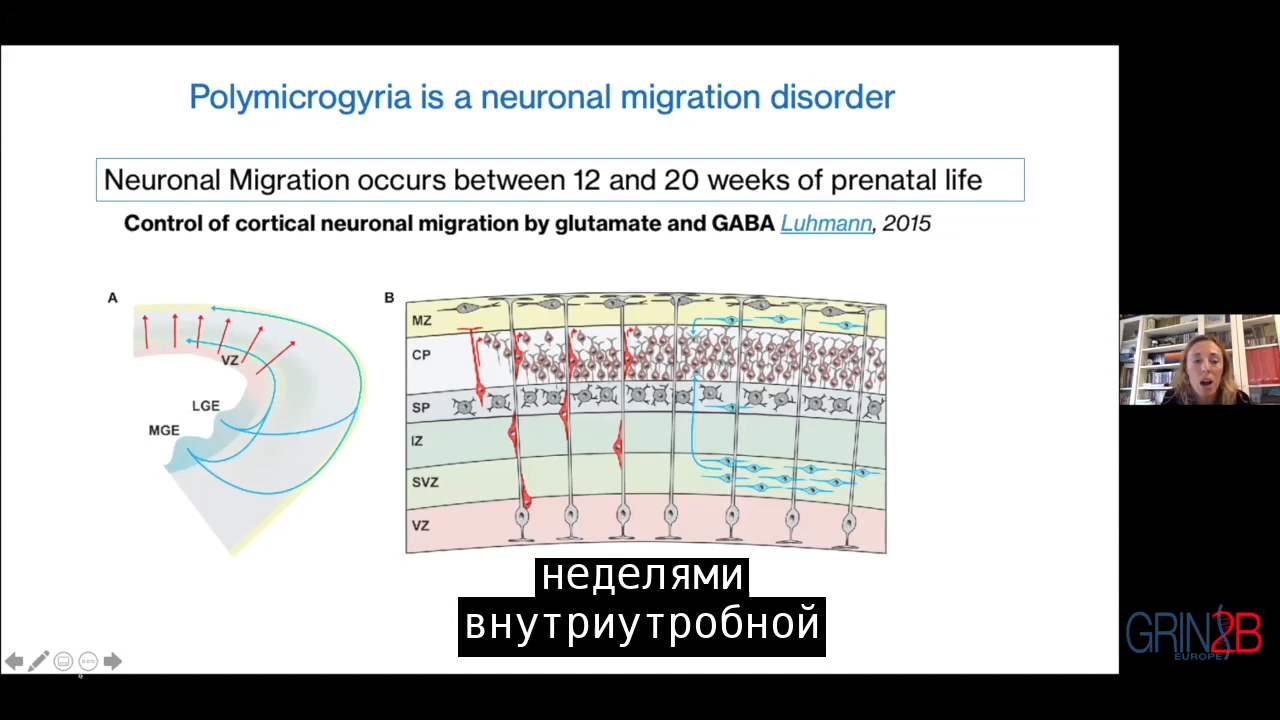 Polymicrogyria is a neuronal migration disorder
Neuronal Migration occurs between 12 and 20 weeks of prenatal life
Control of cortical neuronal migration by glutamate and GABA Luhmann, 2015
A
VZ
LGE
MGE
B
MZ
CP
SP
IZ
SVZ
VZ
неделями
внутриутробной
GRIN2B
EUROPE